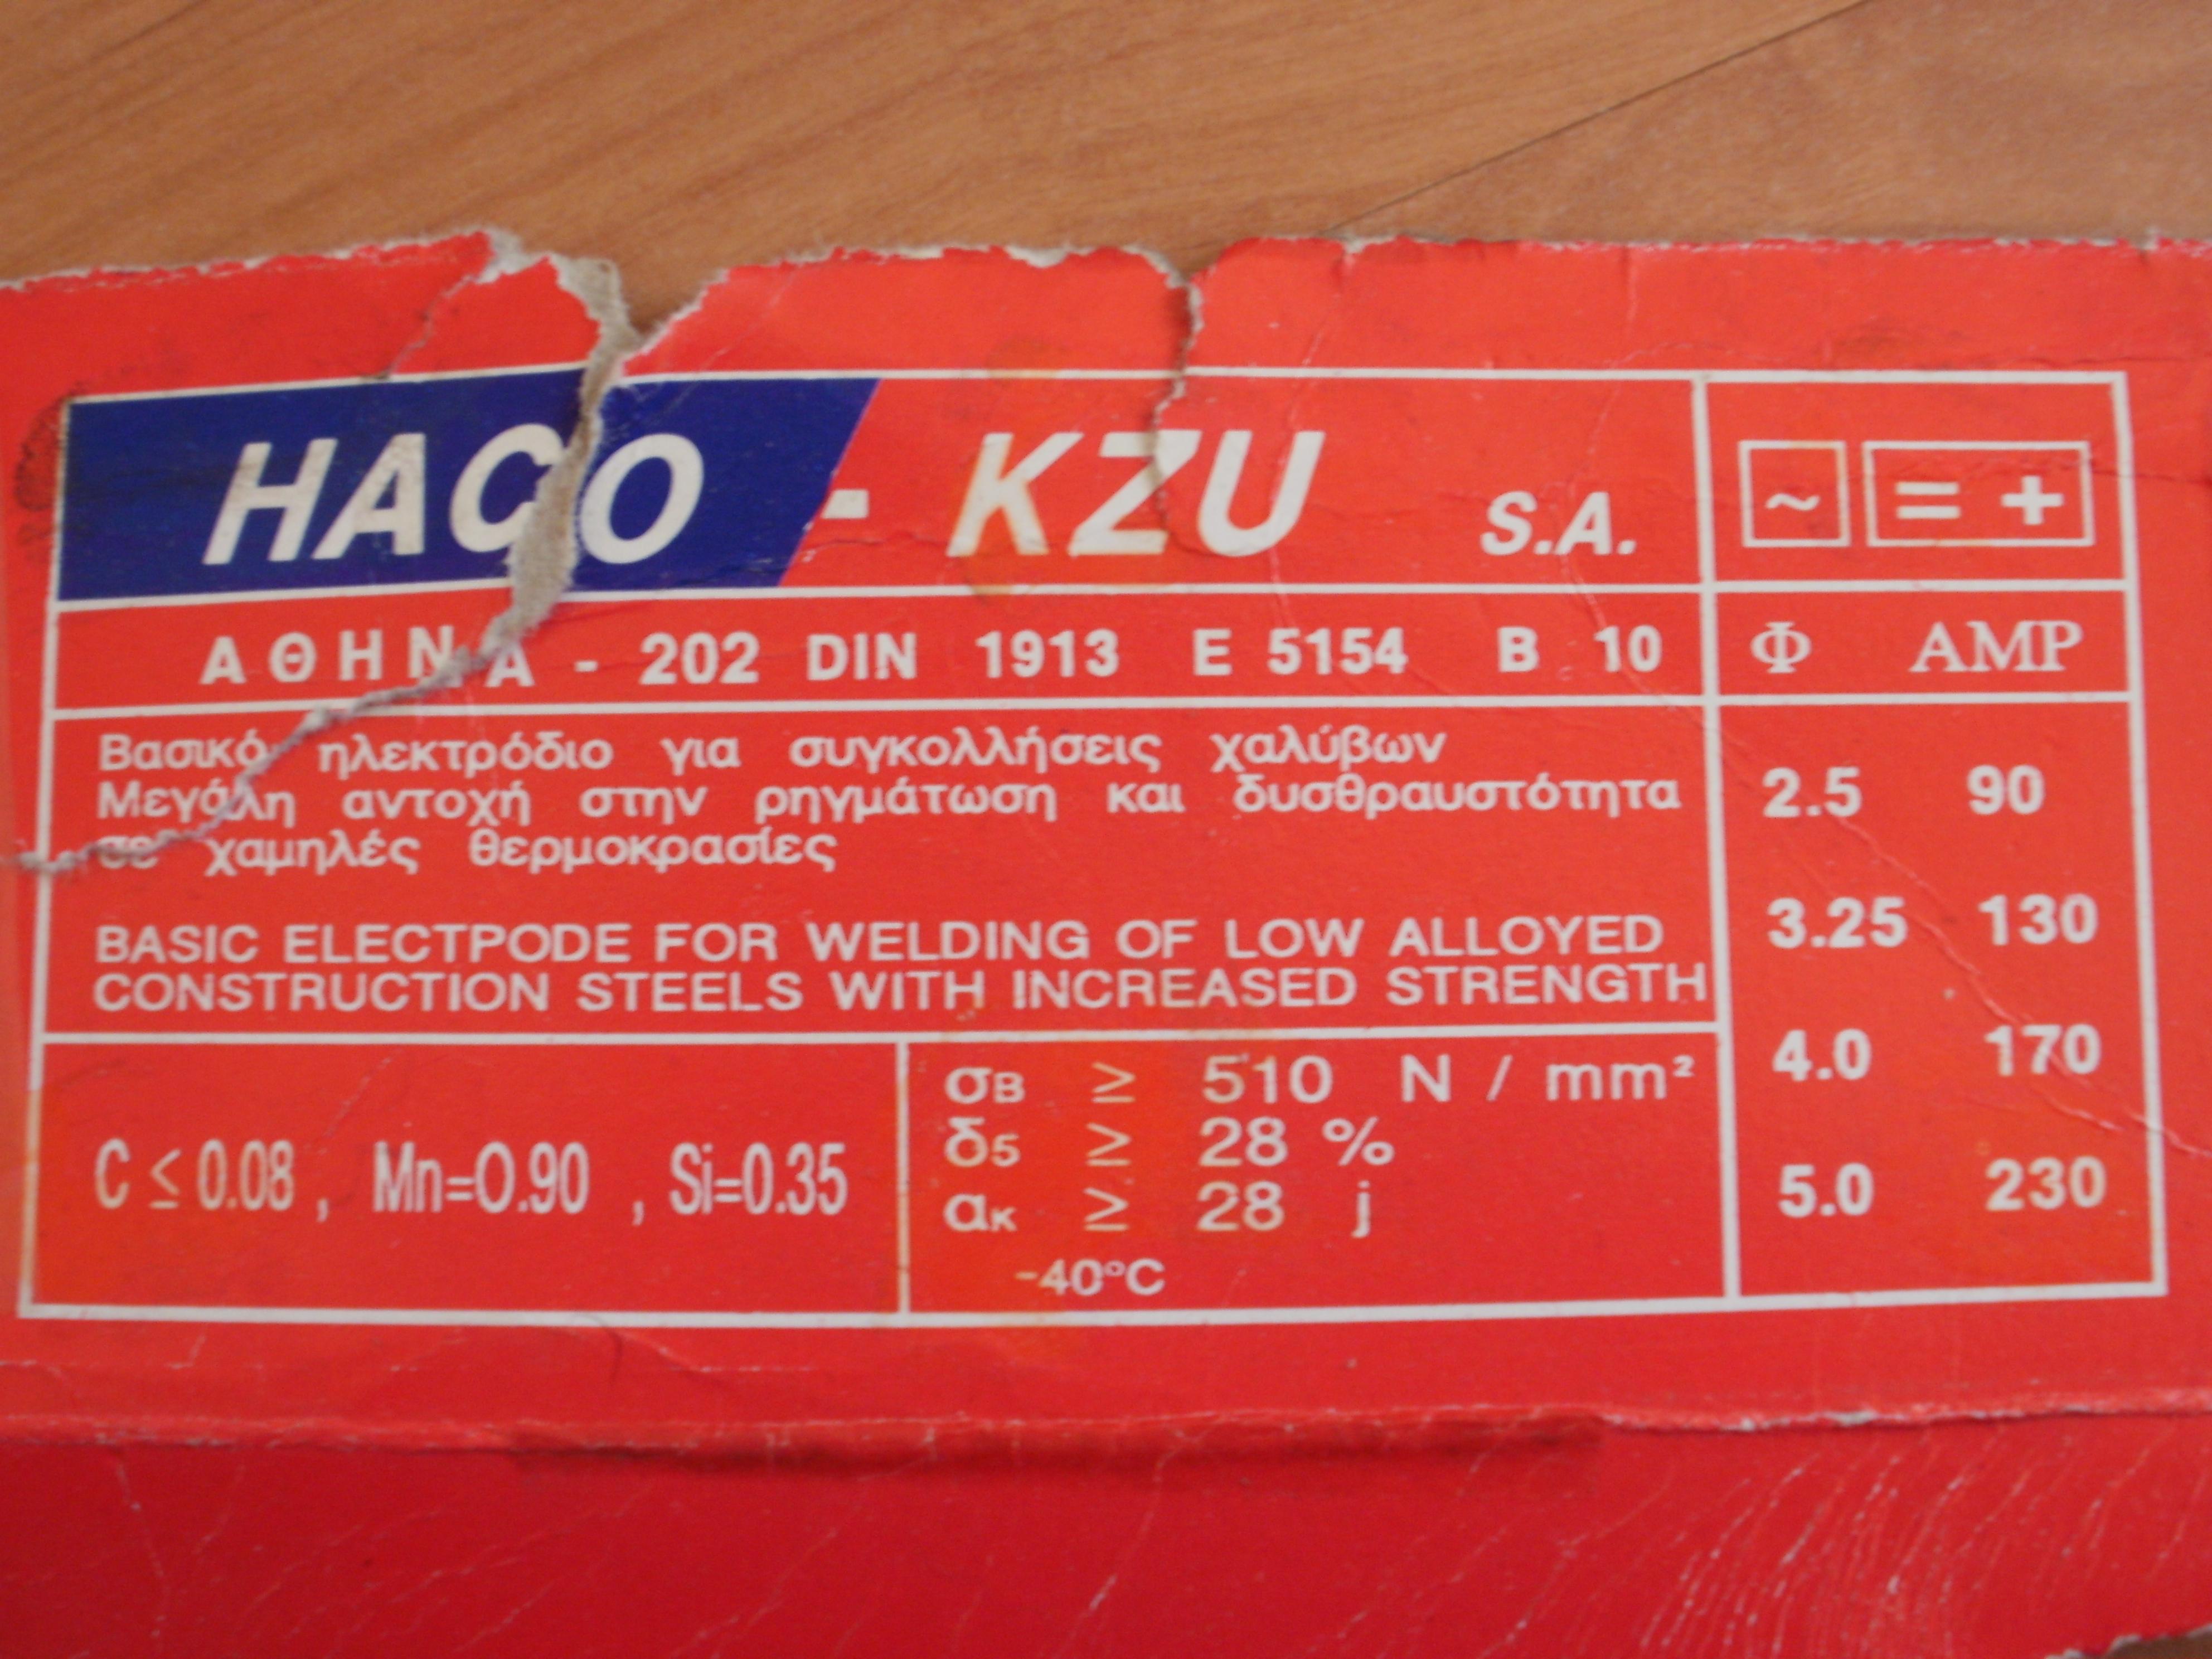 HACO - KZU S.A.
~ = +
ΑΘΗΝΑ - 202 DIN 1913 E 5154 B 10
Φ AMP
Βασικό ηλεκτρόδιο για συγκολλήσεις χαλύβων
Μεγάλη αντοχή στην ρηγμάτωση και δυσθραυστότητα
σε χαμηλές θερμοκρασίες
BASIC ELECTPODE FOR WELDING OF LOW ALLOYED
CONSTRUCTION STEELS WITH INCREASED STRENGTH
C ≤ 0.08 , Mn=0.90 , Si=0.35
σB ≥ 510 N / mm²
δ5 ≥ 28 %
ακ ≥ 28 j
-40°C
2.5 90
3.25 130
4.0 170
5.0 230